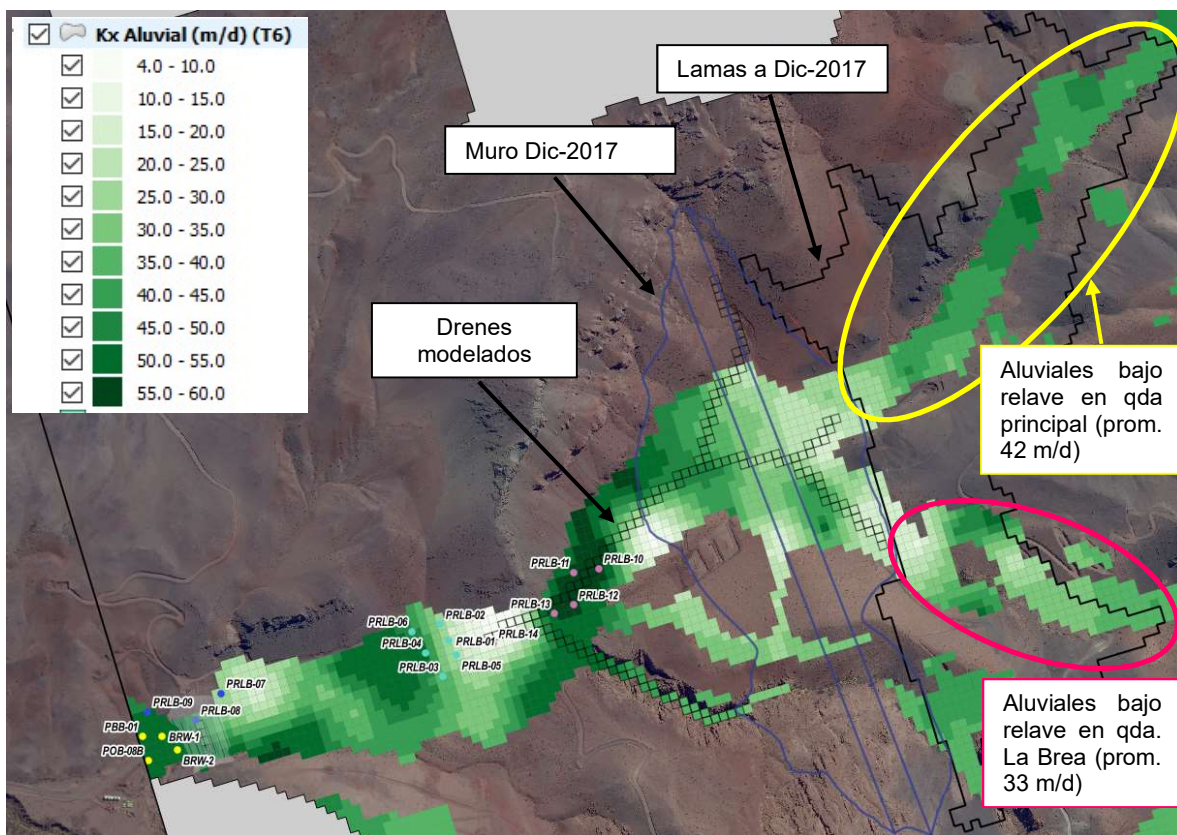 Kx Aluvial (m/d) (T6)
4.0 - 10.0
10.0 - 15.0
15.0 - 20.0
20.0 - 25.0
25.0 - 30.0
30.0 - 35.0
35.0 - 40.0
40.0 - 45.0
45.0 - 50.0
50.0 - 55.0
55.0 - 60.0
Lamas a Dic-2017
Muro Dic-2017
Drenes
modelados
Aluviales bajo
relave en qda
principal (prom.
42 m/d)
Aluviales bajo
relave en qda.
La Brea (prom.
33 m/d)
PRLB-11
PRLB-10
PRLB-13
PRLB-12
PRLB-02
PRLB-06
PRLB-14
PRLB-04
PRLB-01
PRLB-03
PRLB-05
PRLB-07
PRLB-09
PRLB-08
PBB-01
BRW-1
POB-08B
BRW-2